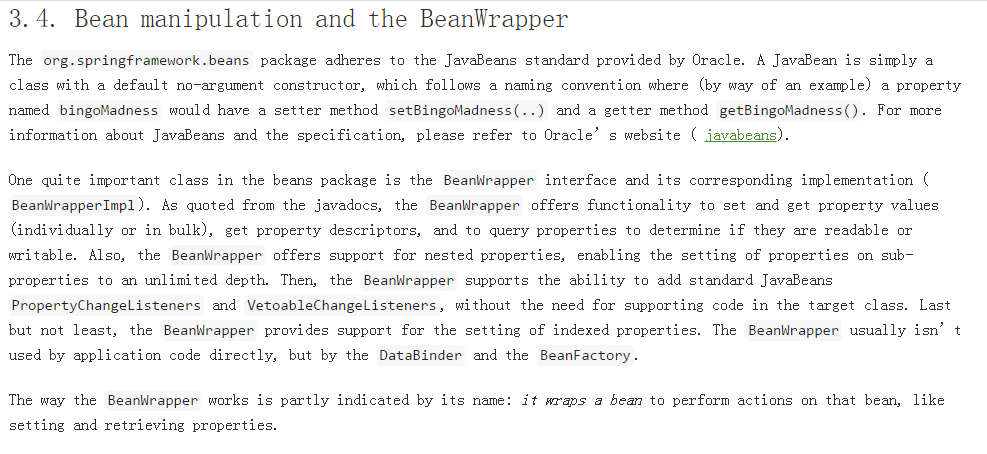 3.4. Bean manipulation and the BeanWrapper
The org.springframework.beans package adheres to the JavaBeans standard provided by Oracle. A JavaBean is simply a
class with a default no-argument constructor, which follows a naming convention where (by way of an example) a property
named bingoMadness would have a setter method setBingoMadness(..) and a getter method getBingoMadness(). For more
information about JavaBeans and the specification, please refer to Oracle’s website ( javabeans).
One quite important class in the beans package is the BeanWrapper interface and its corresponding implementation (
BeanWrapperImpl). As quoted from the javadocs, the BeanWrapper offers functionality to set and get property values
(individually or in bulk), get property descriptors, and to query properties to determine if they are readable or
writable. Also, the BeanWrapper offers support for nested properties, enabling the setting of properties on sub-
properties to an unlimited depth. Then, the BeanWrapper supports the ability to add standard JavaBeans
PropertyChangeListeners and VetoableChangeListeners, without the need for supporting code in the target class. Last
but not least, the BeanWrapper provides support for the setting of indexed properties. The BeanWrapper usually isn’t
used by application code directly, but by the DataBinder and the BeanFactory.
The way the BeanWrapper works is partly indicated by its name: it wraps a bean to perform actions on that bean, like
setting and retrieving properties.